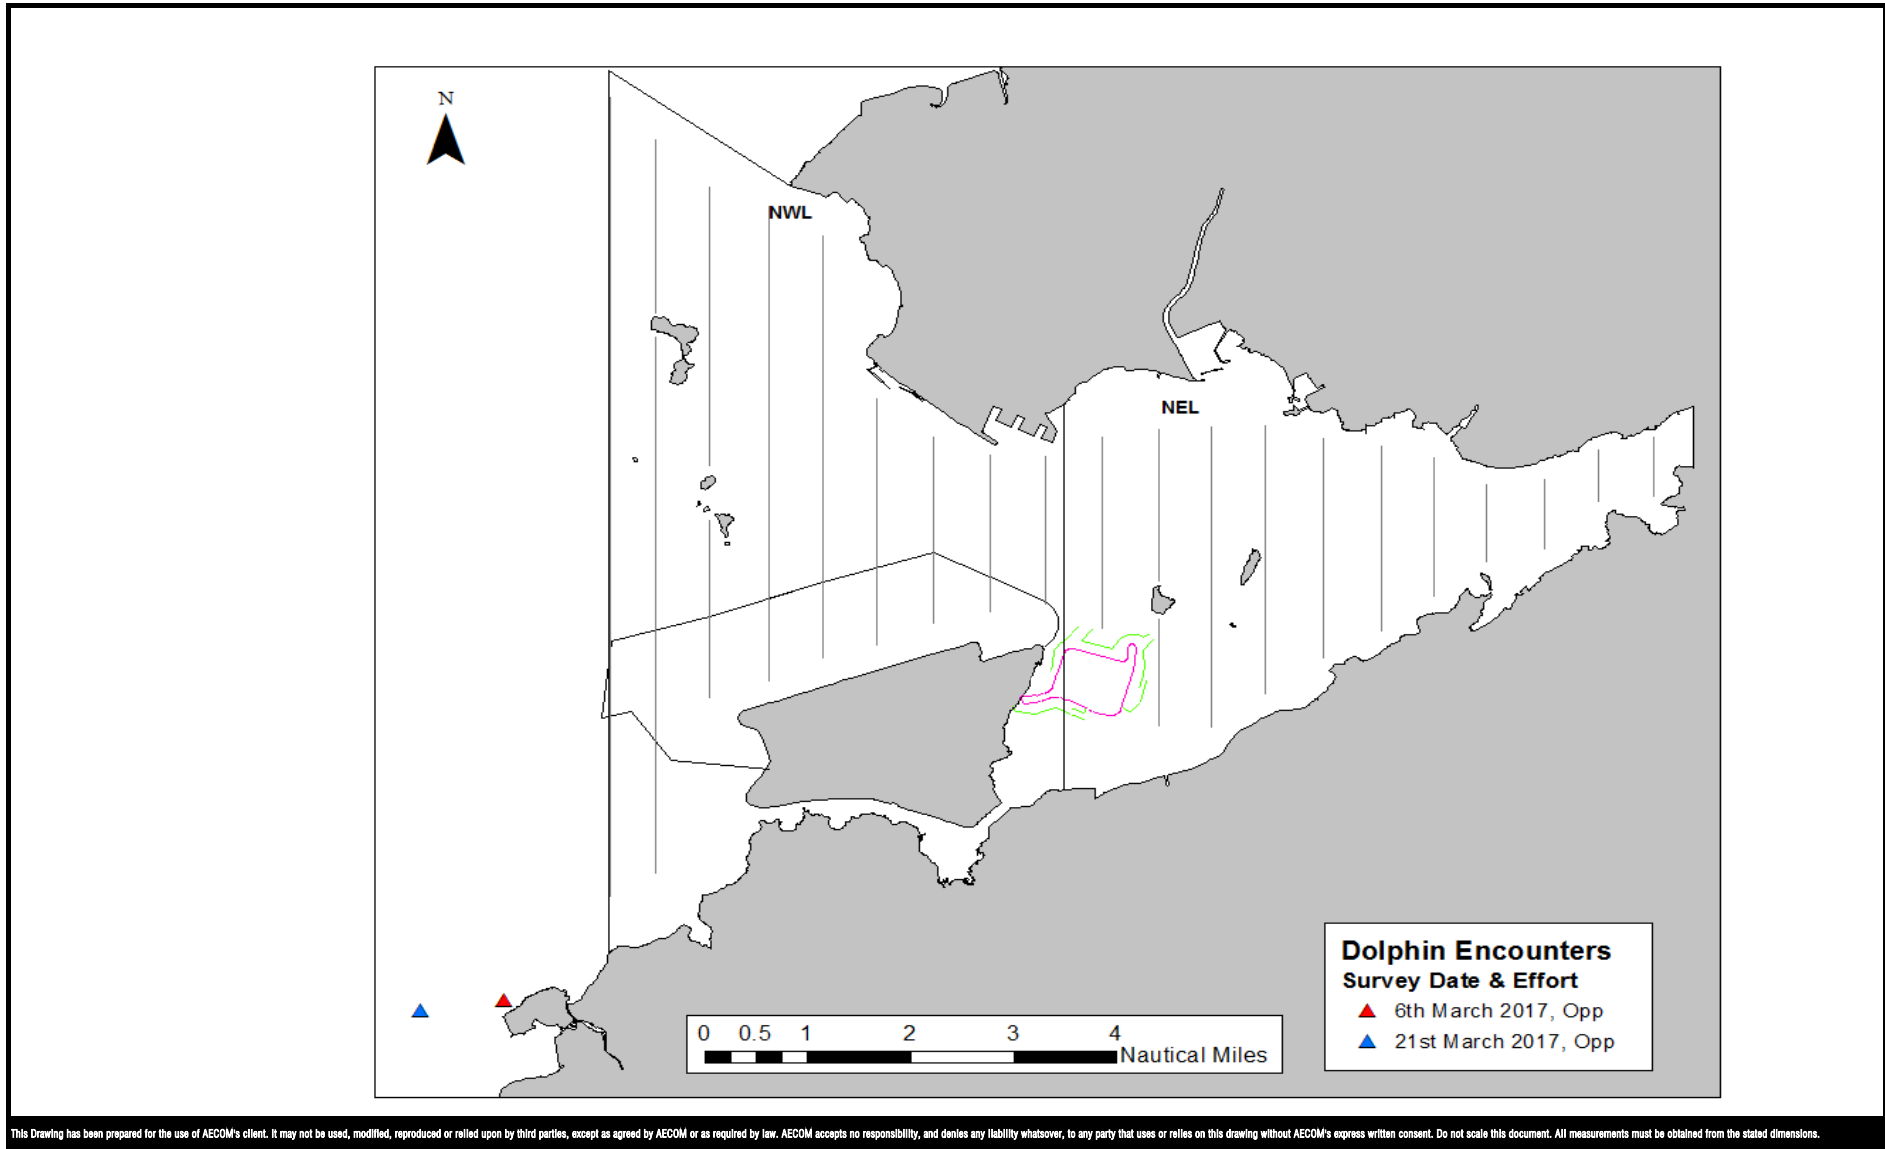 N
NWL
NEL
Dolphin Encounters
Survey Date & Effort
6th March 2017, Opp
21st March 2017, Opp
0 0.5 1 2 3 4
Nautical Miles
This Drawing has been prepared for the use of AECOM's client. It may not be used, modified, reproduced or relied upon by third parties, except as agreed by AECOM or as required by law. AECOM accepts no responsibility, and denies any liability whatsover, to any party that uses or relies on this drawing without AECOM's express written consent. Do not scale this document. All measurements must be obtained from the stated dimensions.